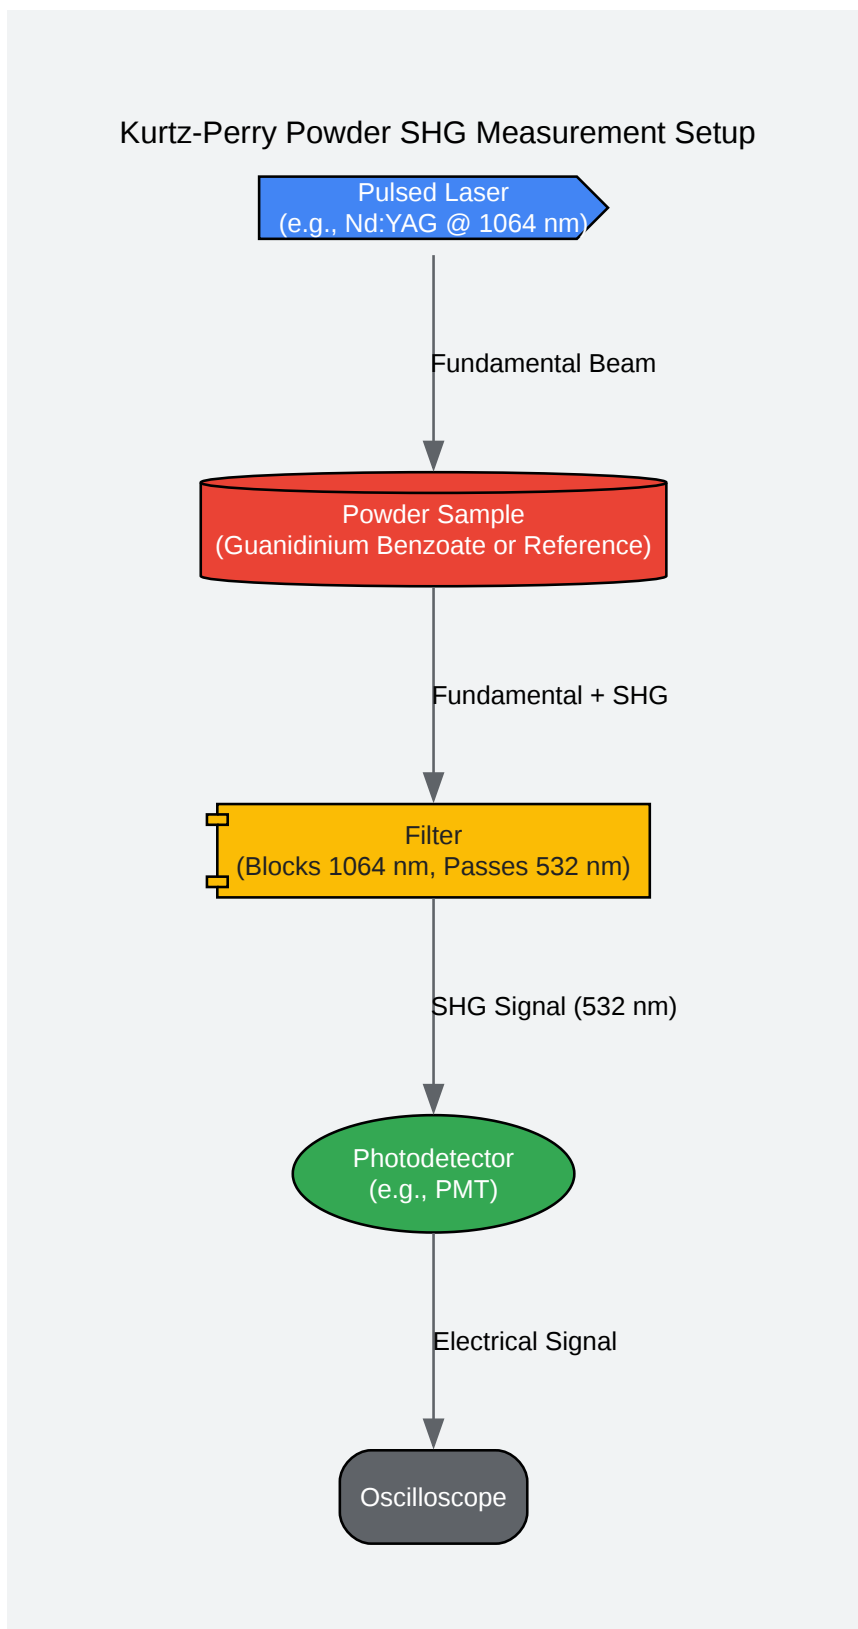 Kurtz-Perry Powder SHG Measurement Setup
Pulsed Laser
(e.g., Nd:YAG @ 1064 nm)
Fundamental Beam
Powder Sample
(Guanidinium Benzoate or Reference)
Fundamental + SHG
Filter
(Blocks 1064 nm, Passes 532 nm)
SHG Signal (532 nm)
Photodetector
(e.g., PMT)
Electrical Signal
Oscilloscope